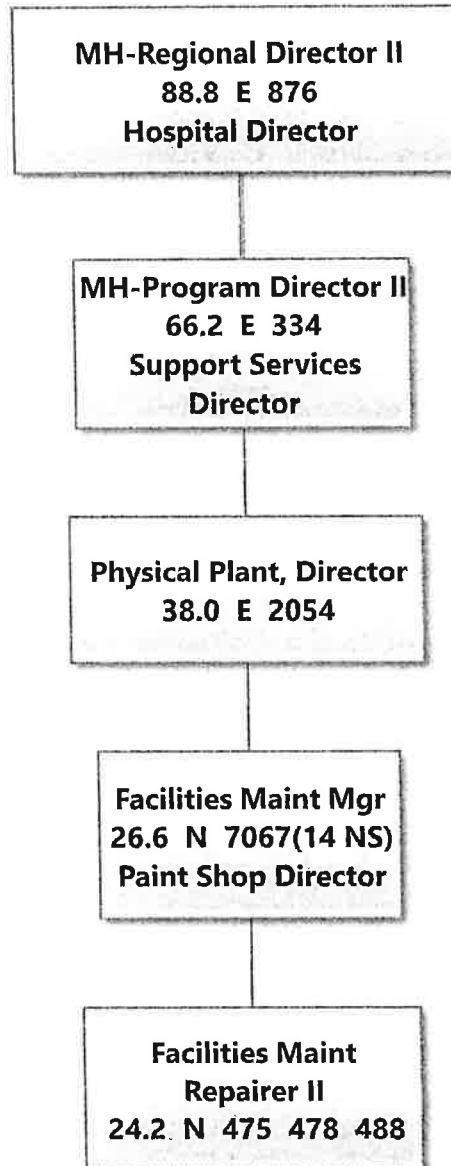 MH-Regional Director II
88.8 E 876
Hospital Director
MH-Program Director II
66.2 E 334
Support Services
Director
Physical Plant, Director
38.0 E 2054
Facilities Maint Mgr
26.6 N 7067(14 NS)
Paint Shop Director
Facilities Maint
Repairer II
24.2. N 475 478 488